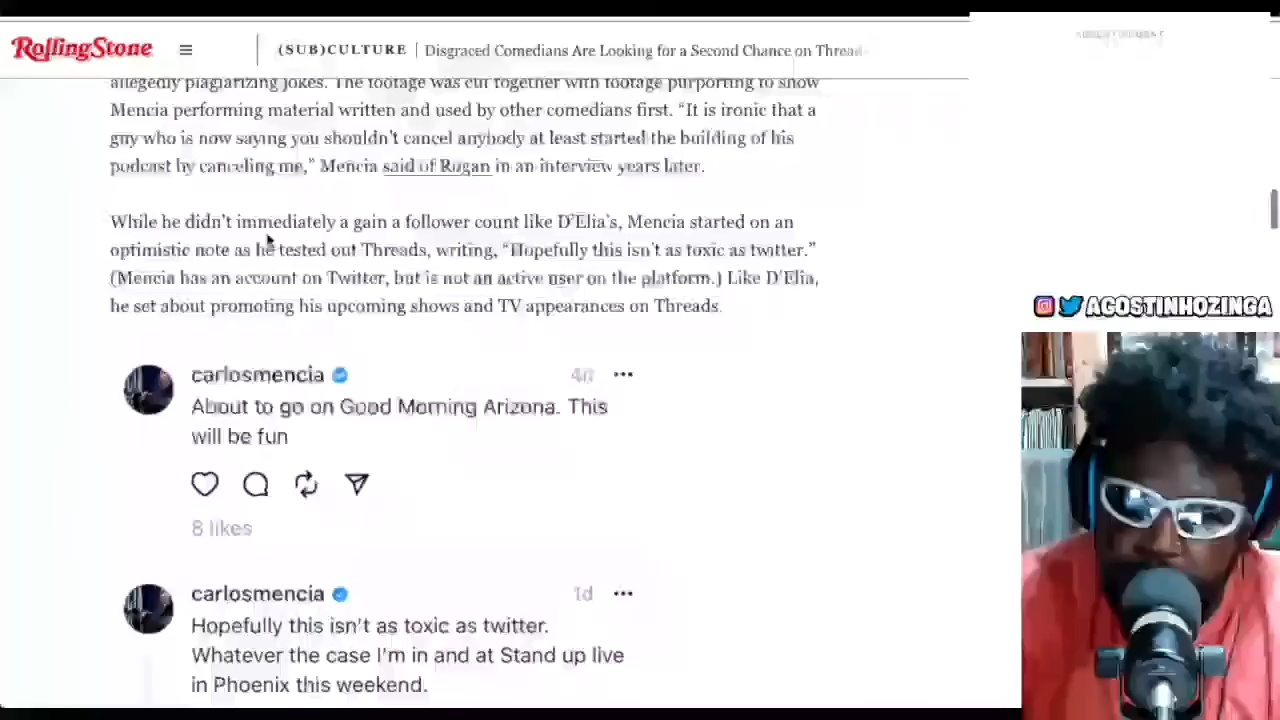 RollingStone
(SUB)CULTURE | Disgraced Comedians Are Looking for a Second Chance on Thread
allegedly plagiarizing jokes. The footage was cut together with footage purporting to show
Mencia performing material written and used by other comedians first. “It is ironic that a
guy who is now saying you shouldn’t cancel anybody at least started the building of his
podcast by canceling me,” Mencia said of Rogan in an interview years later.
While he didn’t immediately a gain a follower count like D’Elia’s, Mencia started on an
optimistic note as he tested out Threads, writing, “Hopefully this isn’t as toxic as twitter.”
(Mencia has an account on Twitter, but is not an active user on the platform.) Like D’Elia,
he set about promoting his upcoming shows and TV appearances on Threads.
AGOSTINHOZINGA
carlosmencia
About to go on Good Morning Arizona. This
will be fun
8 likes
carlosmencia 1d
Hopefully this isn’t as toxic as twitter.
Whatever the case I’m in and at Stand up live
in Phoenix this weekend.